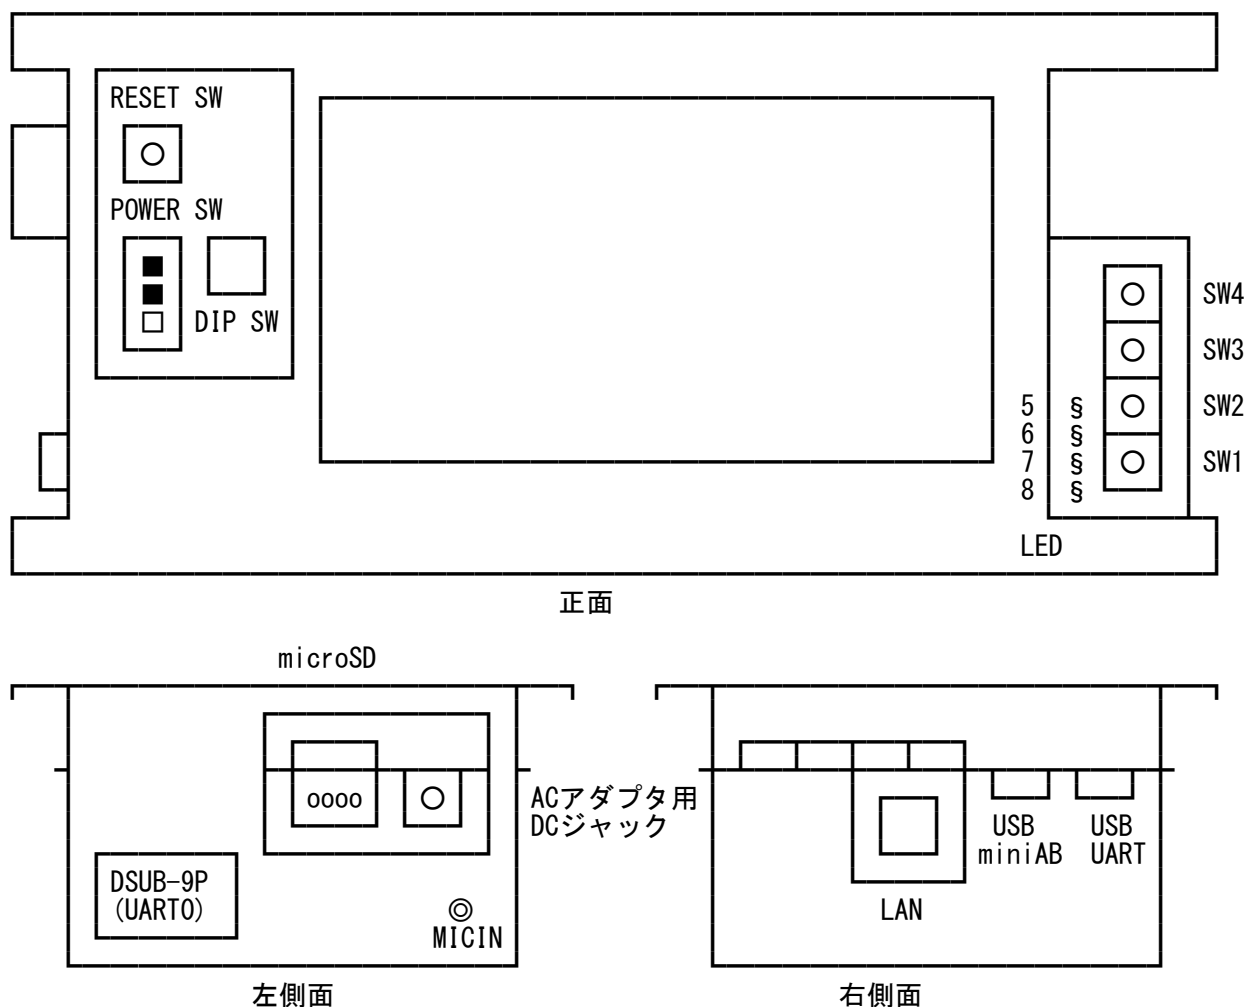 RESET SW
POWER SW
DIP SW
SW4
SW3
5 § SW2
6 §
7 § SW1
8 §
LED
正面
microSD
oooo
ACアダプタ用
DCジャック
DSUB-9P
(UART0)
◎
MICIN
左側面
USB
miniAB
USB
UART
LAN
右側面